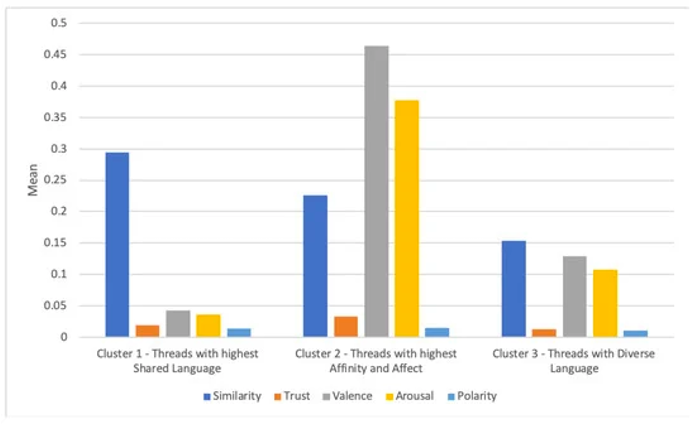 0.5
0.45
0.4
0.35
0.3
0.25
0.2
0.15
0.1
0.05
0
Mean
Cluster 1 - Threads with highest
Shared Language
Cluster 2 - Threads with highest
Affinity and Affect
Cluster 3 - Threads with Diverse
Language
Similarity Trust Valence Arousal Polarity